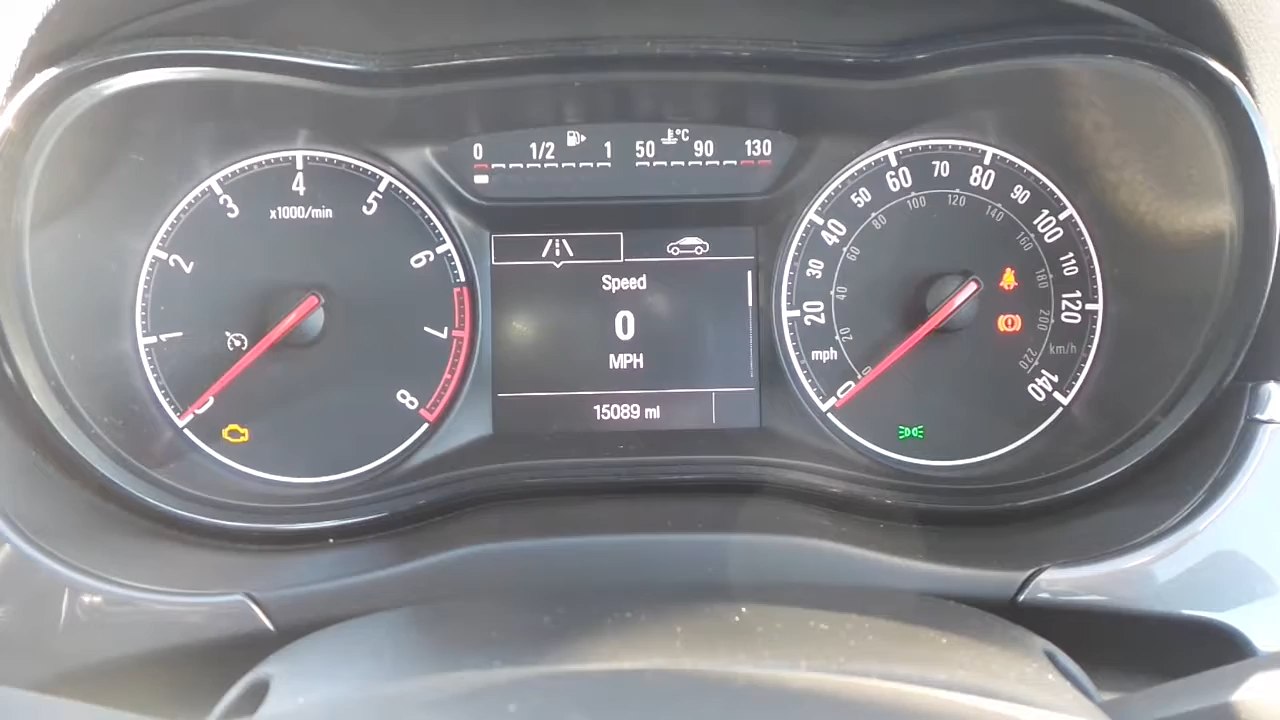 0 1/2 1 50 °C 90 130
1 2 3 4 5 6 7 8
x1000/min
Speed
0
MPH
15089 mi
0 20 30 40 50 60 70 80 90 100 110 120 140
mph
0 20 40 60 80 100 120 140 160 180 200 220
km/h